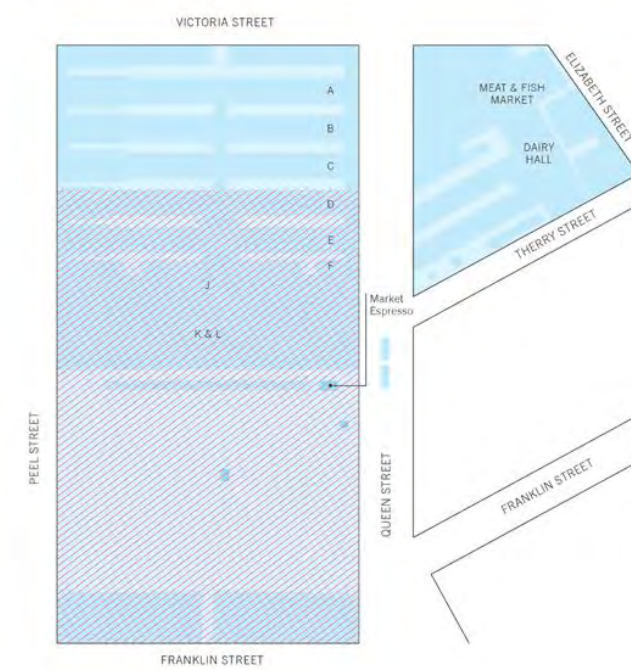 VICTORIA STREET
A
MEAT & FISH
MARKET
ELIZABETH STREET
B
DAIRY
HALL
C
D
THERRY STREET
E
F
J
Market
Espresso
K & L
PEEL STREET
QUEEN STREET
FRANKLIN STREET
FRANKLIN STREET